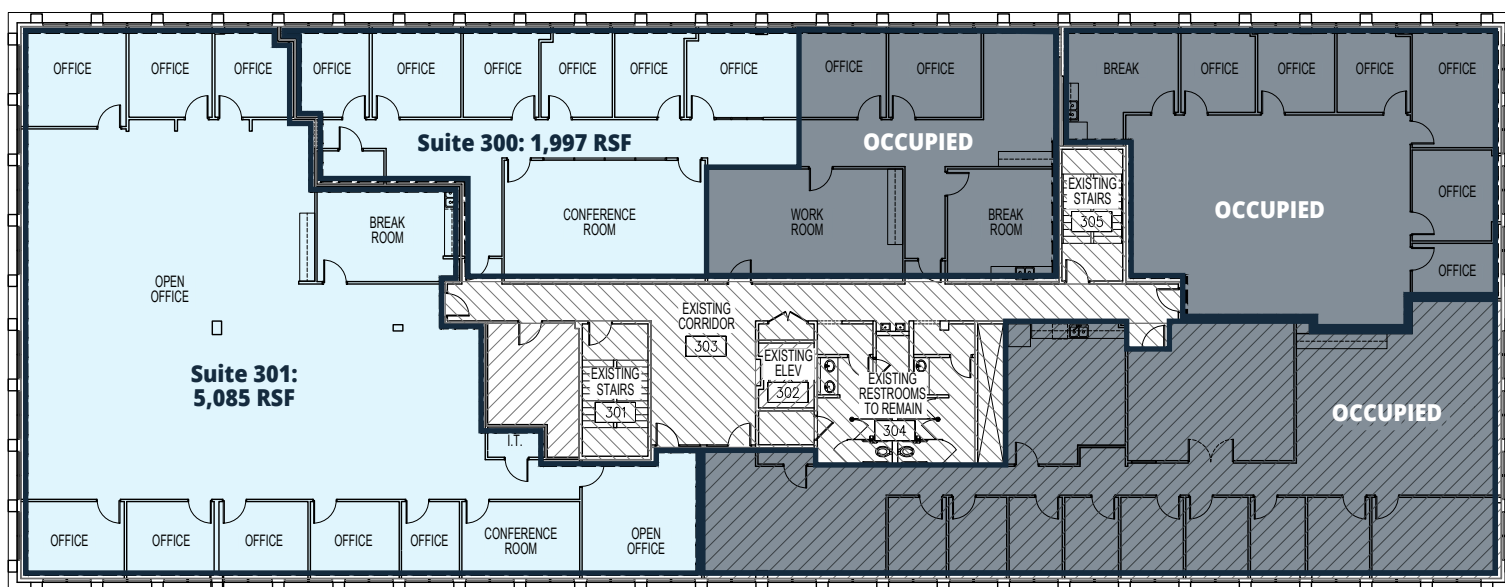 OFFICE
OFFICE
OFFICE
OFFICE
OFFICE
OFFICE
OFFICE
OFFICE
OFFICE
OFFICE
OFFICE
BREAK
OFFICE
OFFICE
OFFICE
OFFICE
Suite 300: 1,997 RSF
OCCUPIED
EXISTING
STAIRS
305
OFFICE
OCCUPIED
BREAK
ROOM
CONFERENCE
ROOM
WORK
ROOM
BREAK
ROOM
OFFICE
OPEN
OFFICE
EXISTING
CORRIDOR
303
Suite 301:
5,085 RSF
EXISTING
STAIRS
301
EXISTING
ELEV
302
EXISTING
RESTROOMS
TO REMAIN
304
OCCUPIED
I.T.
OFFICE
OFFICE
OFFICE
OFFICE
OFFICE
CONFERENCE
ROOM
OPEN
OFFICE